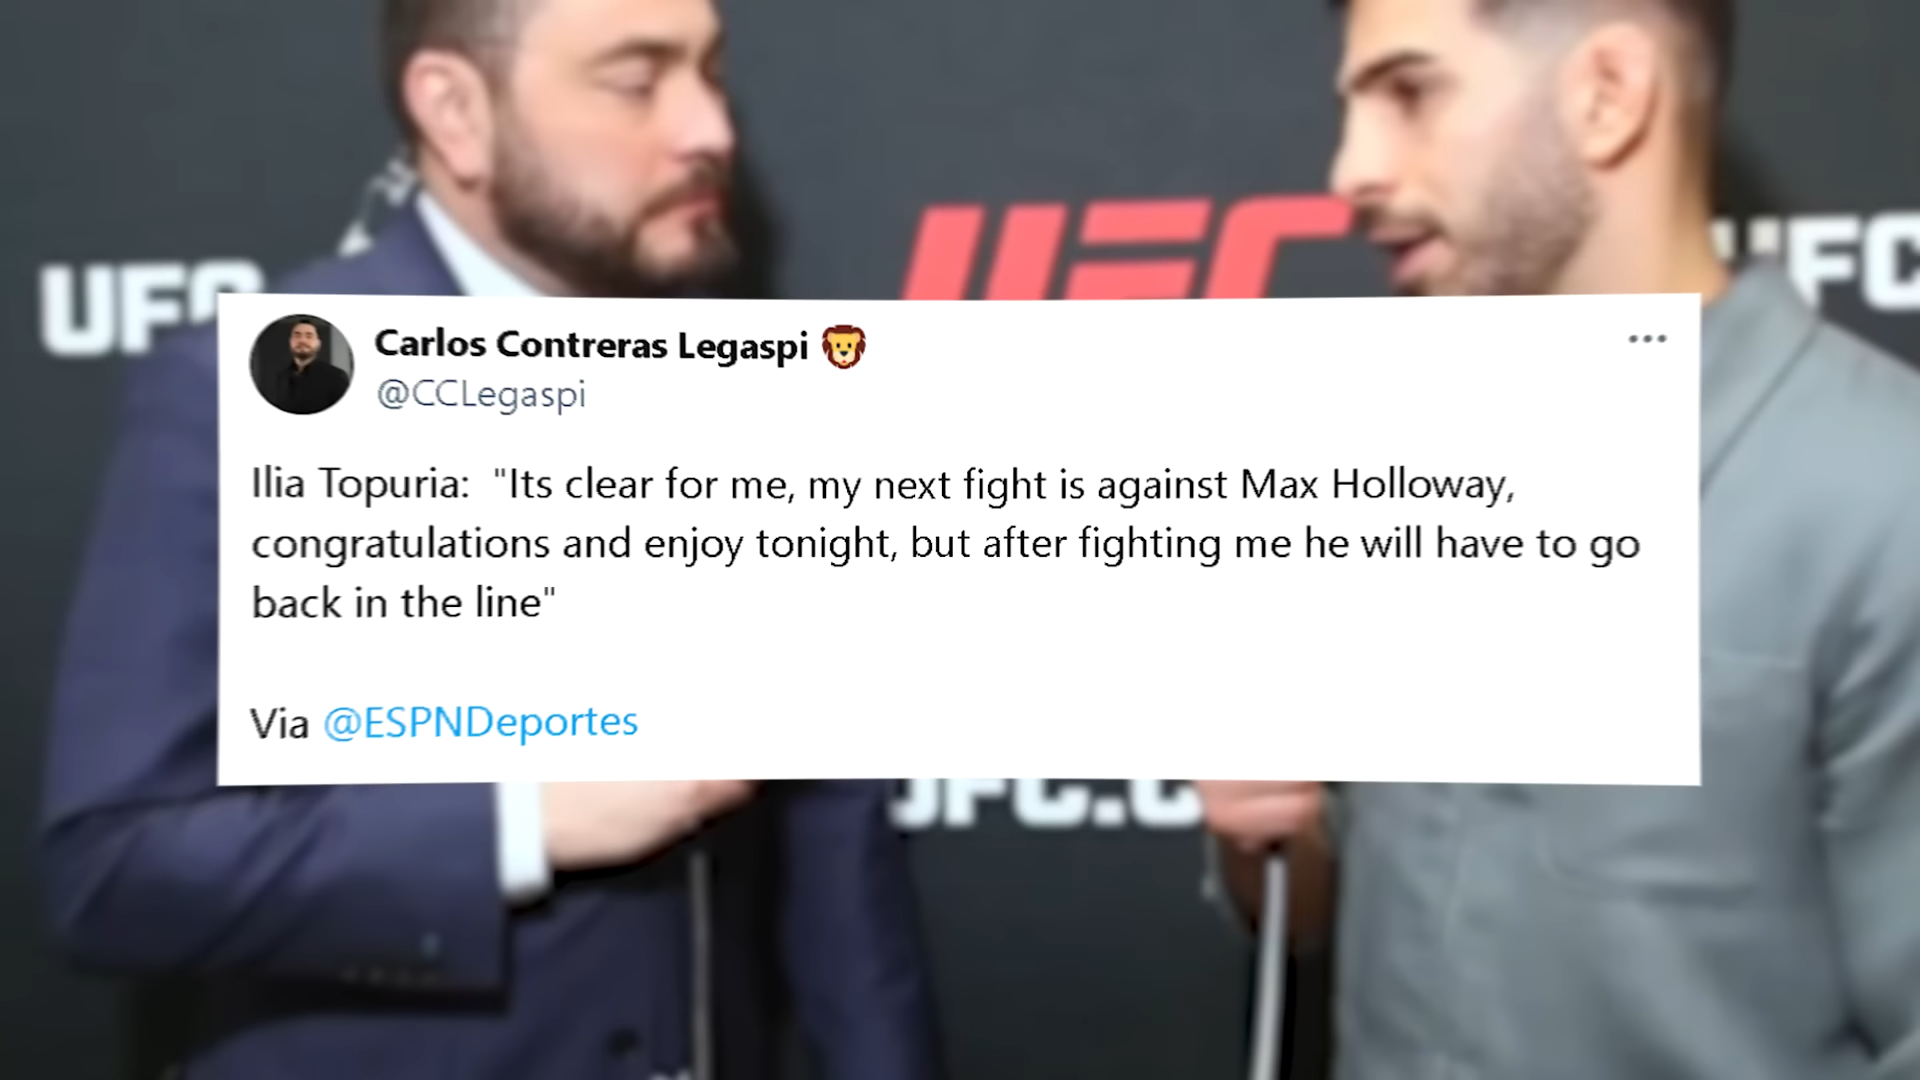 UFC
UFC
UFC
Carlos Contreras Legaspi 🦁
@CCLegaspi
Ilia Topuria:  "Its clear for me, my next fight is against Max Holloway,
congratulations and enjoy tonight, but after fighting me he will have to go
back in the line"
Via @ESPNDeportes
UFC.C